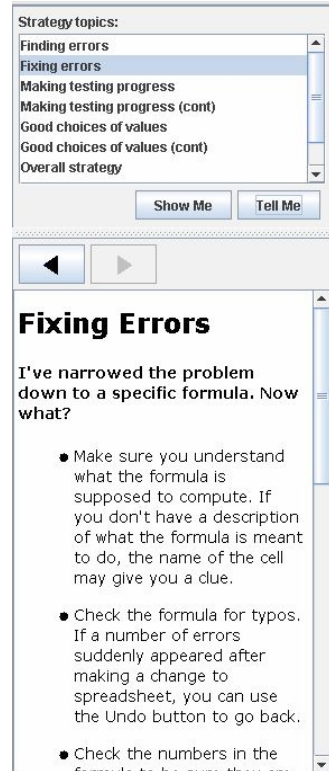 Strategy topics:
Finding errors
Fixing errors
Making testing progress
Making testing progress (cont)
Good choices of values
Good choices of values (cont)
Overall strategy
Show Me Tell Me
Fixing Errors
I've narrowed the problem
down to a specific formula. Now
what?
● Make sure you understand
what the formula is
supposed to compute. If
you don't have a description
of what the formula is meant
to do, the name of the cell
may give you a clue.
● Check the formula for typos.
If a number of errors
suddenly appeared after
making a change to
spreadsheet, you can use
the Undo button to go back.
● Check the numbers in the